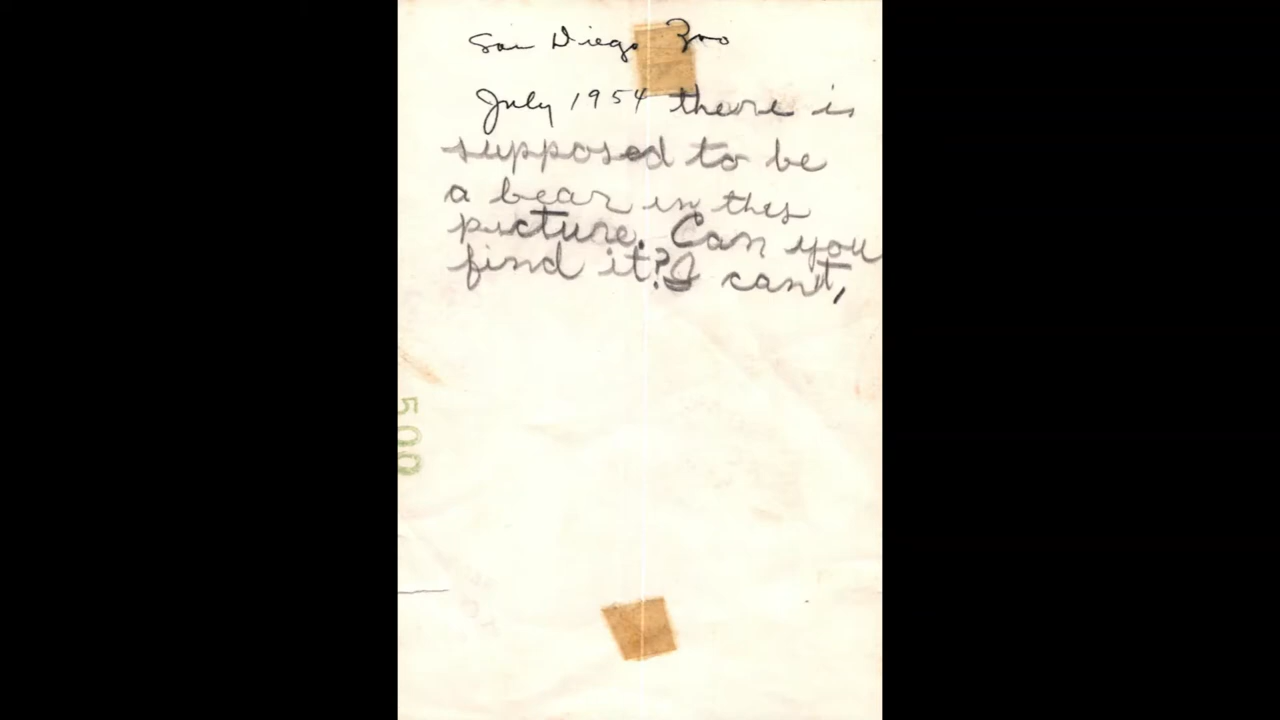 San Diego Zoo
July 1954 there is
supposed to be
a bear in this
picture. Can you
find it? I can't,
500